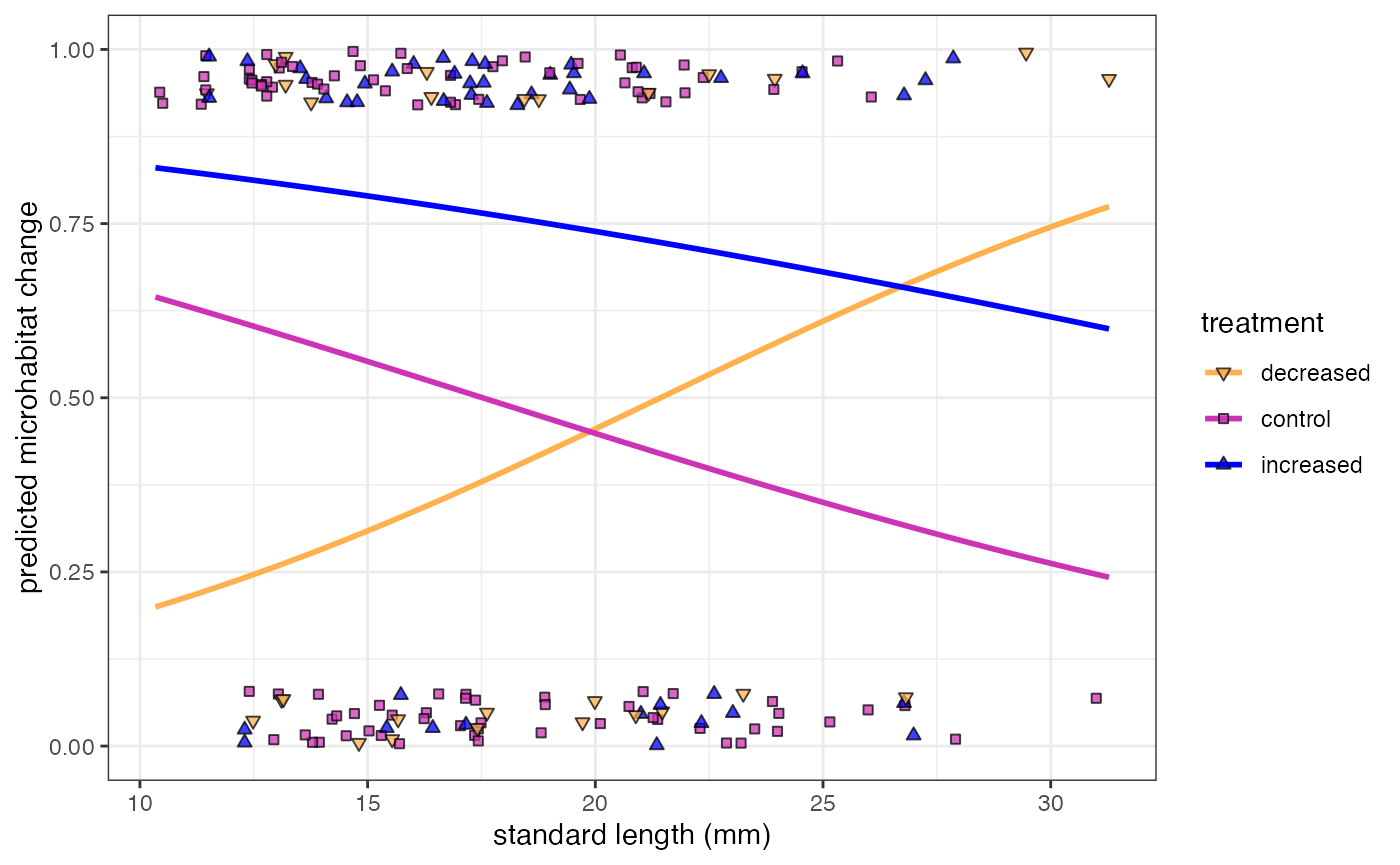 predicted microhabitat change
1.00
0.75
0.50
0.25
0.00
10 15 20 25 30
standard length (mm)
treatment
decreased
control
increased